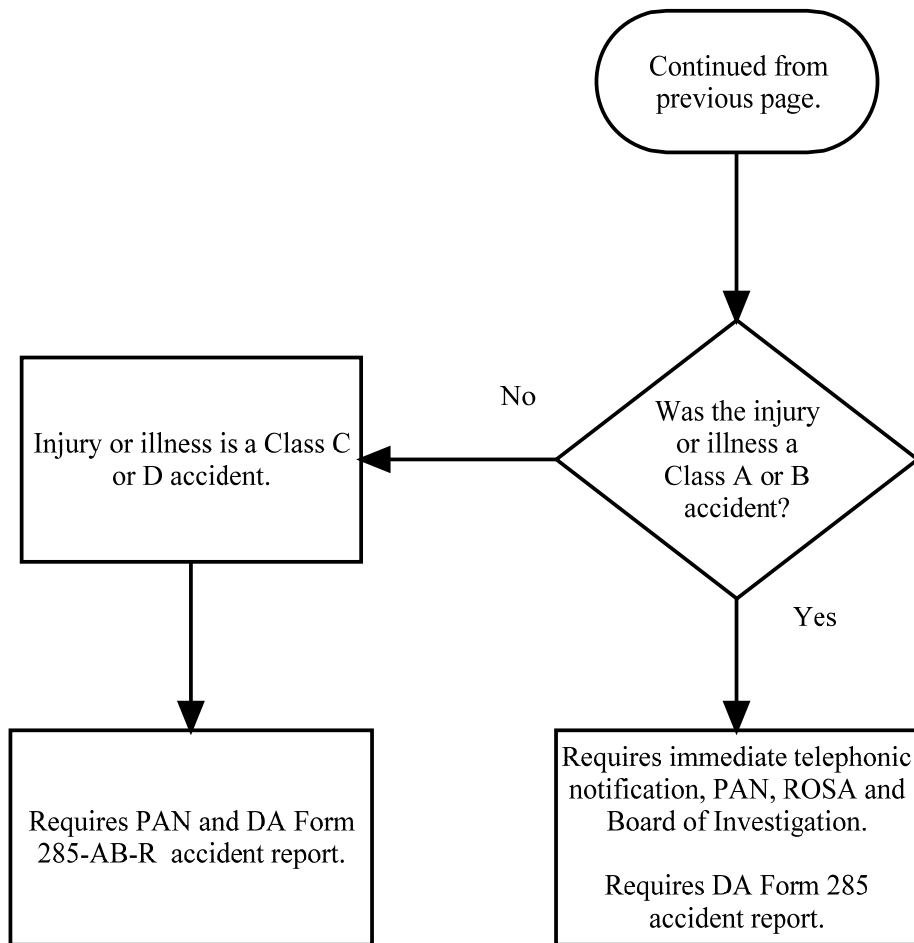 Continued from
previous page.
Was the injury
or illness a
Class A or B
accident?
No
Injury or illness is a Class C
or D accident.
Requires PAN and DA Form
285-AB-R accident report.
Yes
Requires immediate telephonic
notification, PAN, ROSA and
Board of Investigation.
Requires DA Form 285
accident report.